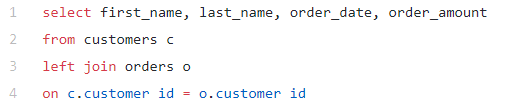 1 select first_name, last_name, order_date, order_amount
2 from customers c
3 left join orders o
4 on c.customer id = o.customer id